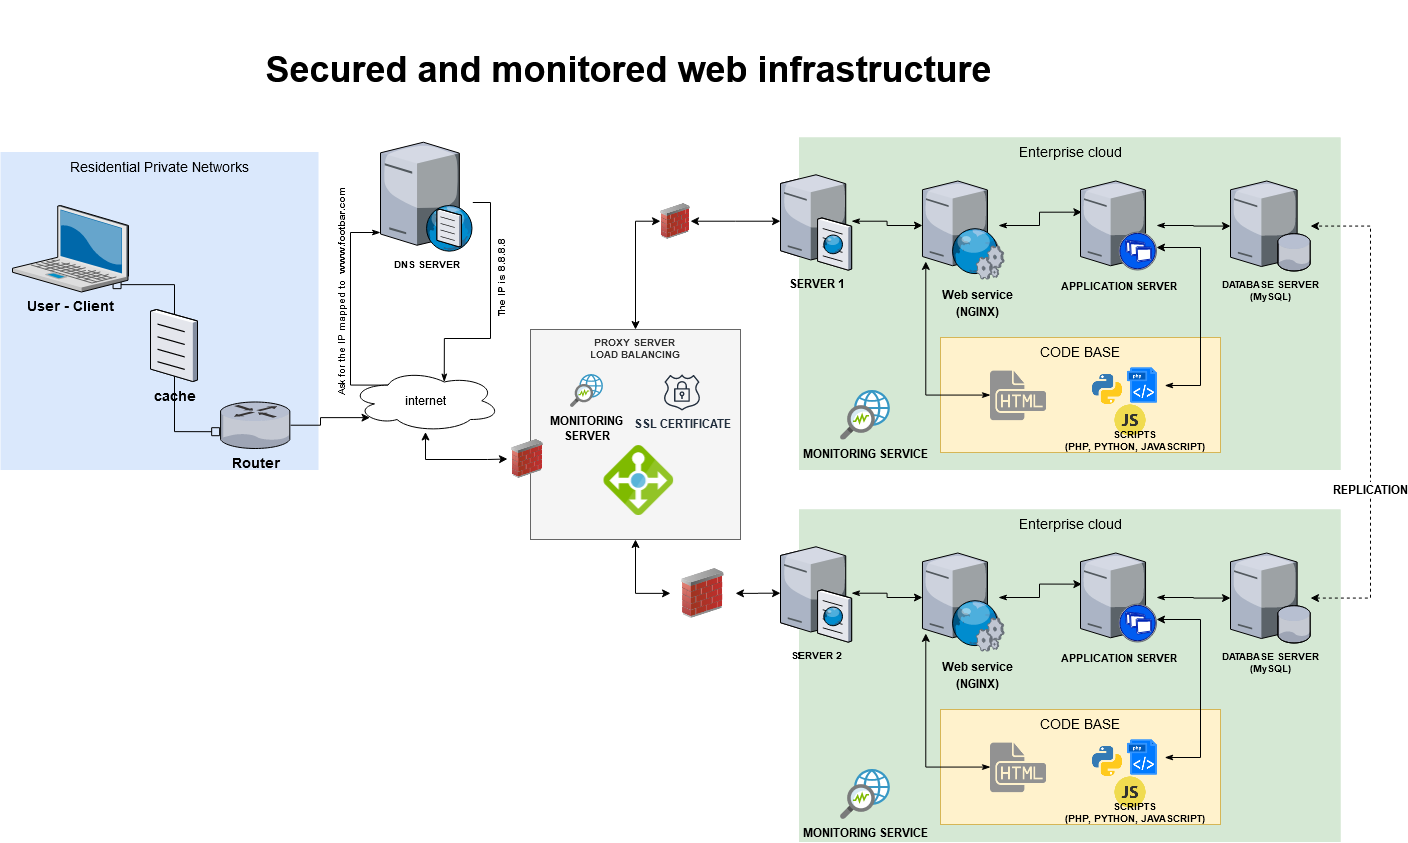 Secured and monitored web infrastructure
Residential Private Networks
User - Client
cache
Router
Ask for the IP mapped to www.footbar.com
DNS SERVER
The IP is 8.8.8.8
internet
PROXY SERVER
LOAD BALANCING
MONITORING
SERVER
SSL CERTIFICATE
Enterprise cloud
SERVER 1
Web service
(NGINX)
APPLICATION SERVER
DATABASE SERVER
(MySQL)
CODE BASE
HTML
php
</>
JS
SCRIPTS
(PHP, PYTHON, JAVASCRIPT)
MONITORING SERVICE
REPLICATION
Enterprise cloud
SERVER 2
Web service
(NGINX)
APPLICATION SERVER
DATABASE SERVER
(MySQL)
CODE BASE
HTML
php
</>
JS
SCRIPTS
(PHP, PYTHON, JAVASCRIPT)
MONITORING SERVICE